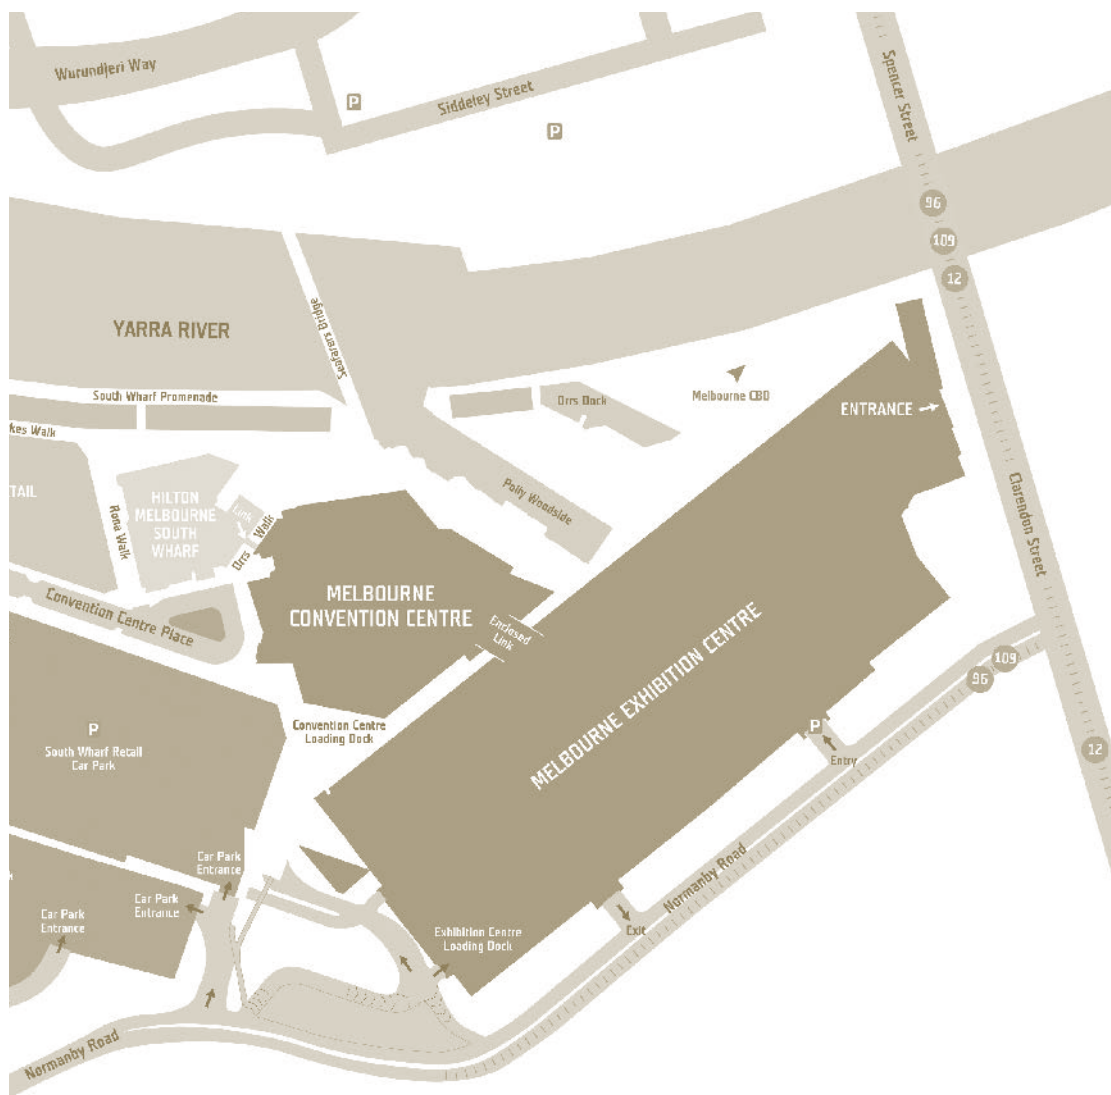 Wurundjeri Way
P
Siddeley Street
P
Spencer Street
96
109
12
YARRA RIVER
Seafarers Bridge
South Wharf Promenade
Orrs Dock
Melbourne CBD
ENTRANCE
kes Walk
TAIL
Rona Walk
HILTON
MELBOURNE
SOUTH
WHARF
Link
Orrs Walk
Polly Woodside
Clarendon Street
Convention Centre Place
MELBOURNE
CONVENTION CENTRE
Enclosed
Link
MELBOURNE EXHIBITION CENTRE
109
96
12
P
South Wharf Retail
Car Park
Convention Centre
Loading Dock
P
Entry
Car Park
Entrance
Car Park
Entrance
Car Park
Entrance
Exhibition Centre
Loading Dock
Exit
Normanby Road
Normanby Road